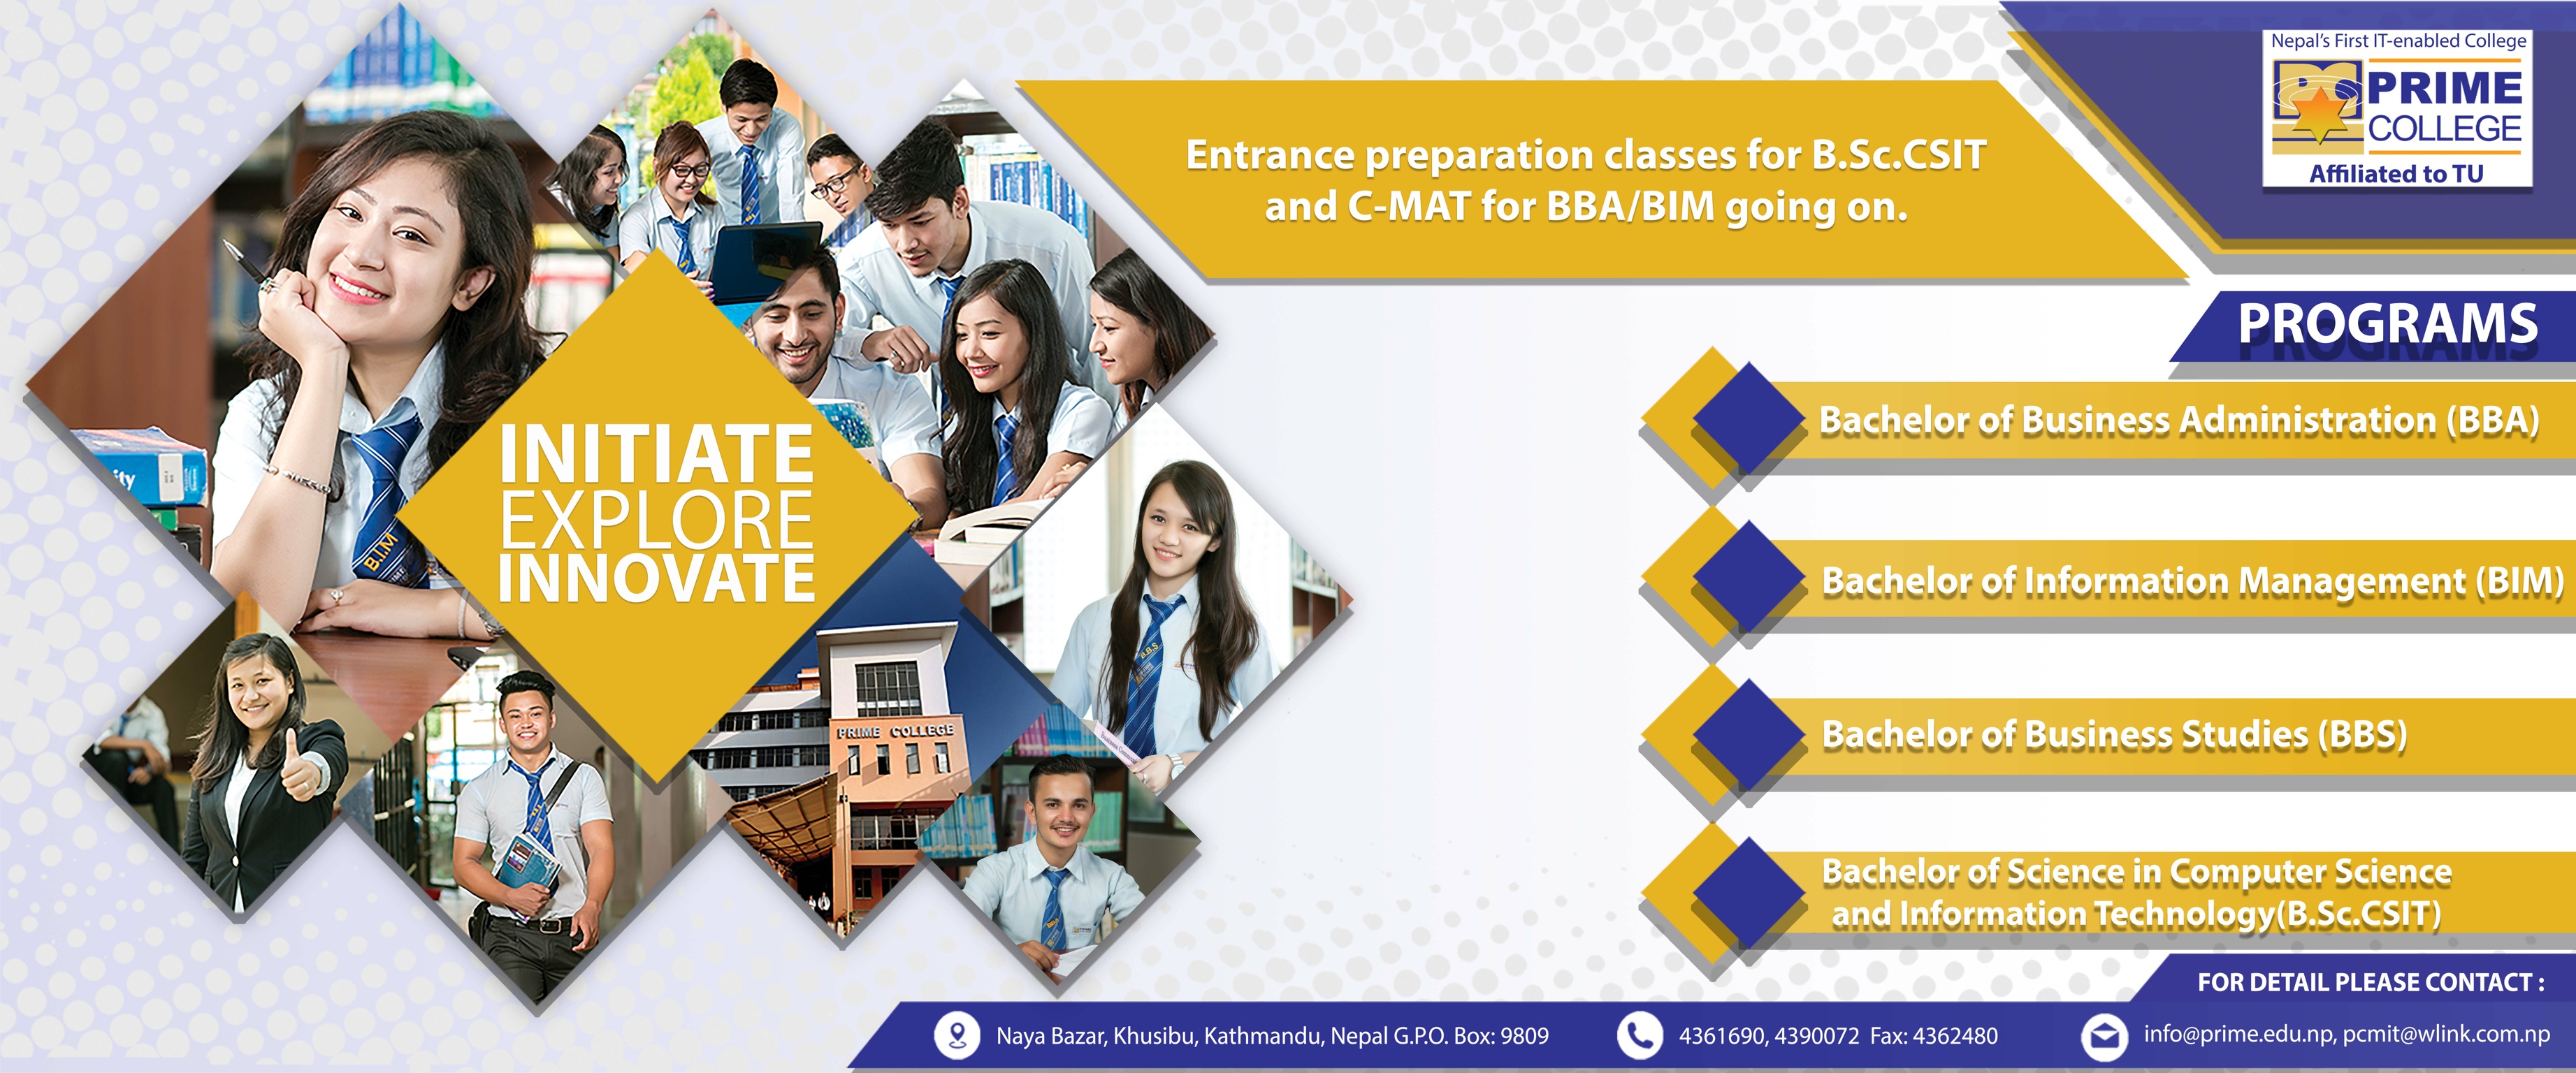 Nepal's First IT-enabled College
PRIME
COLLEGE
Affiliated to TU
Entrance preparation classes for B.Sc.CSIT
and C-MAT for BBA/BIM going on.
INITIATE
EXPLORE
INNOVATE
B.I.M
B.B.S
PRIME COLLEGE
PROGRAMS
Bachelor of Business Administration (BBA)
Bachelor of Information Management (BIM)
Bachelor of Business Studies (BBS)
Bachelor of Science in Computer Science
and Information Technology(B.Sc.CSIT)
FOR DETAIL PLEASE CONTACT :
Naya Bazar, Khusibu, Kathmandu, Nepal G.P.O. Box: 9809
4361690, 4390072 Fax: 4362480
info@prime.edu.np, pcmit@wlink.com.np